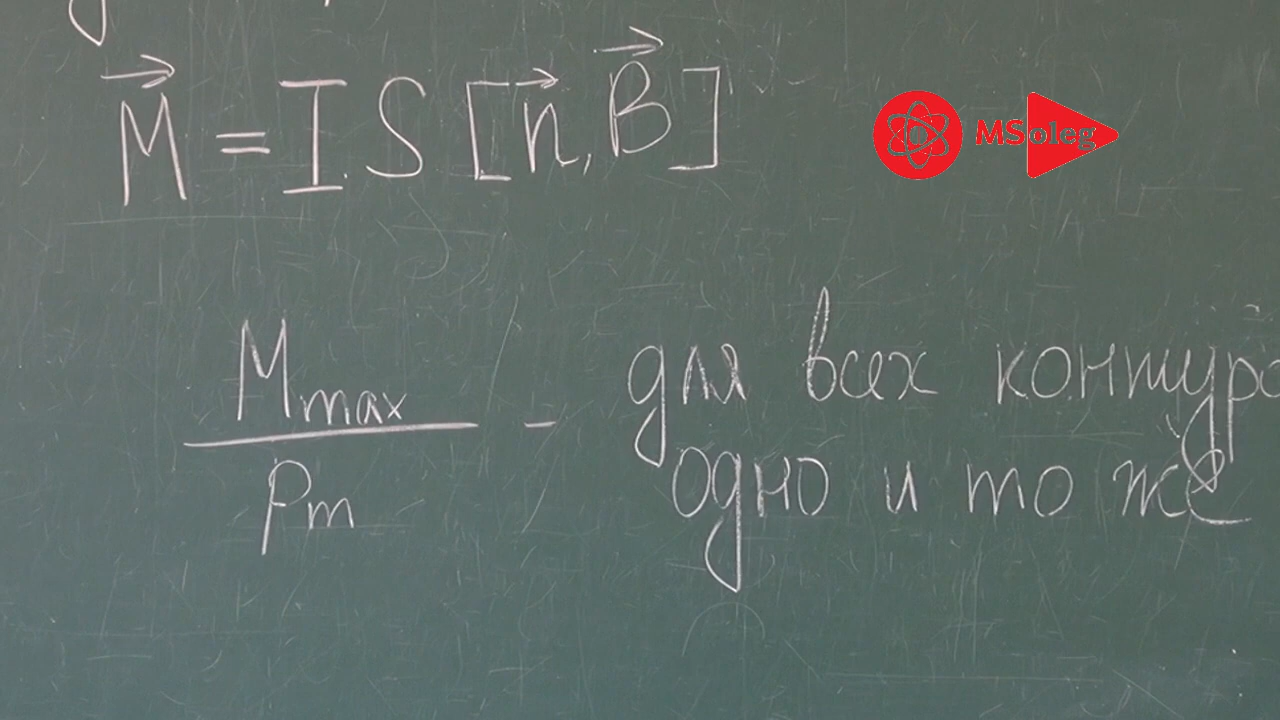 M⃗ = I S [n⃗, B⃗]
MSoleg
Mmax
pm
- для всех контуро
одно и то же